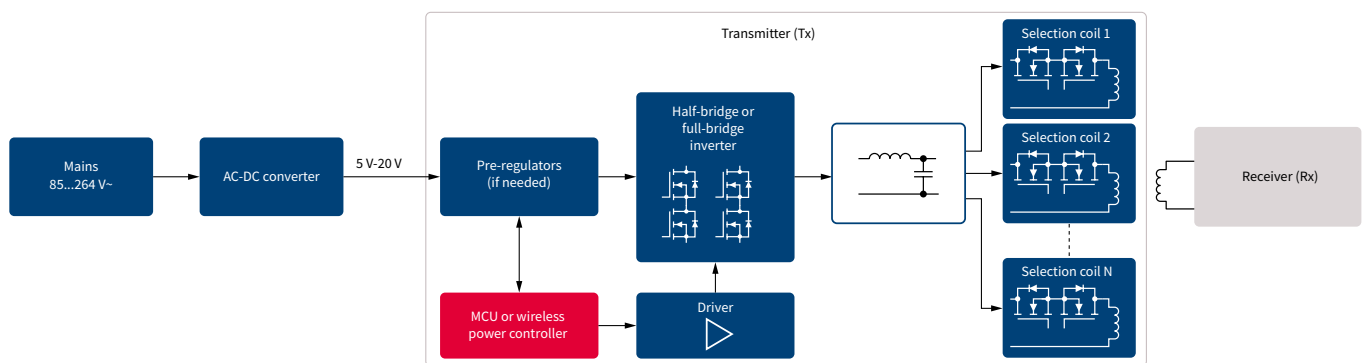 Transmitter (Tx)
Selection coil 1
Half-bridge or
full-bridge
inverter
Selection coil 2
Mains
85...264 V~
AC-DC converter
5 V-20 V
Pre-regulators
(if needed)
Receiver (Rx)
Selection coil N
MCU or wireless
power controller
Driver